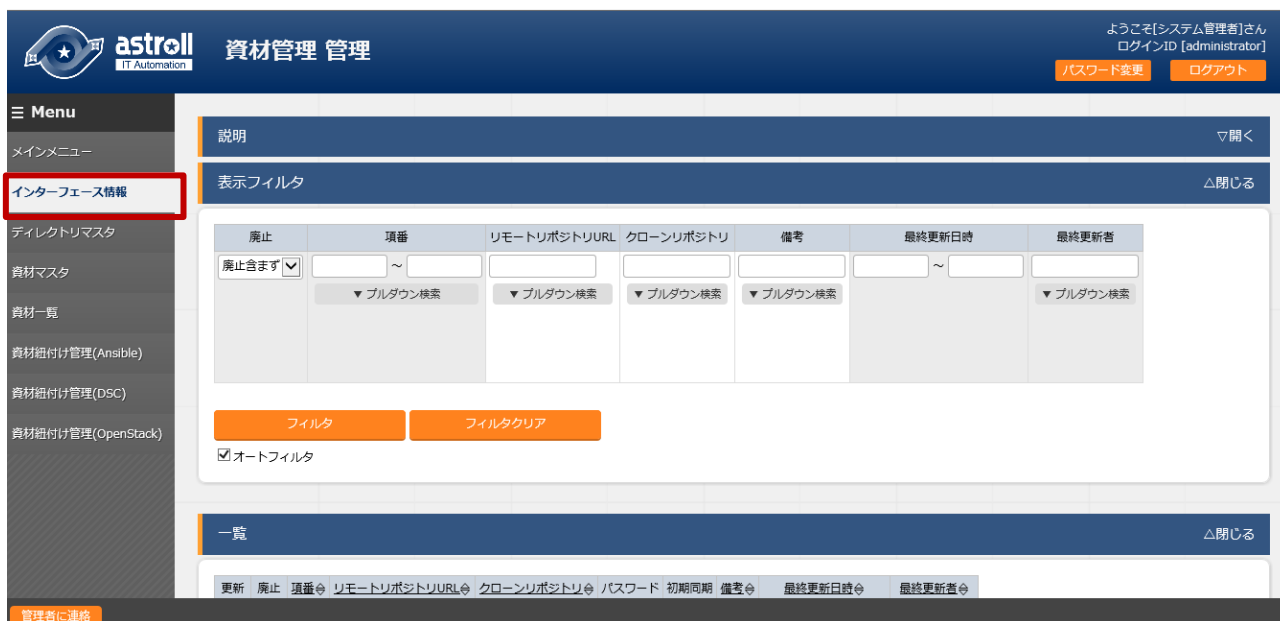 astroll
IT Automation
資材管理 管理
ようこそ[システム管理者]さん
ログインID [administrator]
パスワード変更 ログアウト
☰ Menu
メインメニュー
インターフェース情報
ディレクトリマスタ
資材マスタ
資材一覧
資材紐付け管理(Ansible)
資材紐付け管理(DSC)
資材紐付け管理(OpenStack)
説明 ▽開く
表示フィルタ △閉じる
廃止 項番 リモートリポジトリURL クローンリポジトリ 備考 最終更新日時 最終更新者
廃止含まず ～ ～
▼ プルダウン検索 ▼ プルダウン検索 ▼ プルダウン検索 ▼ プルダウン検索 ▼ プルダウン検索
フィルタ フィルタクリア
オートフィルタ
一覧 △閉じる
更新 廃止 項番 リモートリポジトリURL クローンリポジトリ パスワード 初期同期 備考 最終更新日時 最終更新者
管理者に連絡